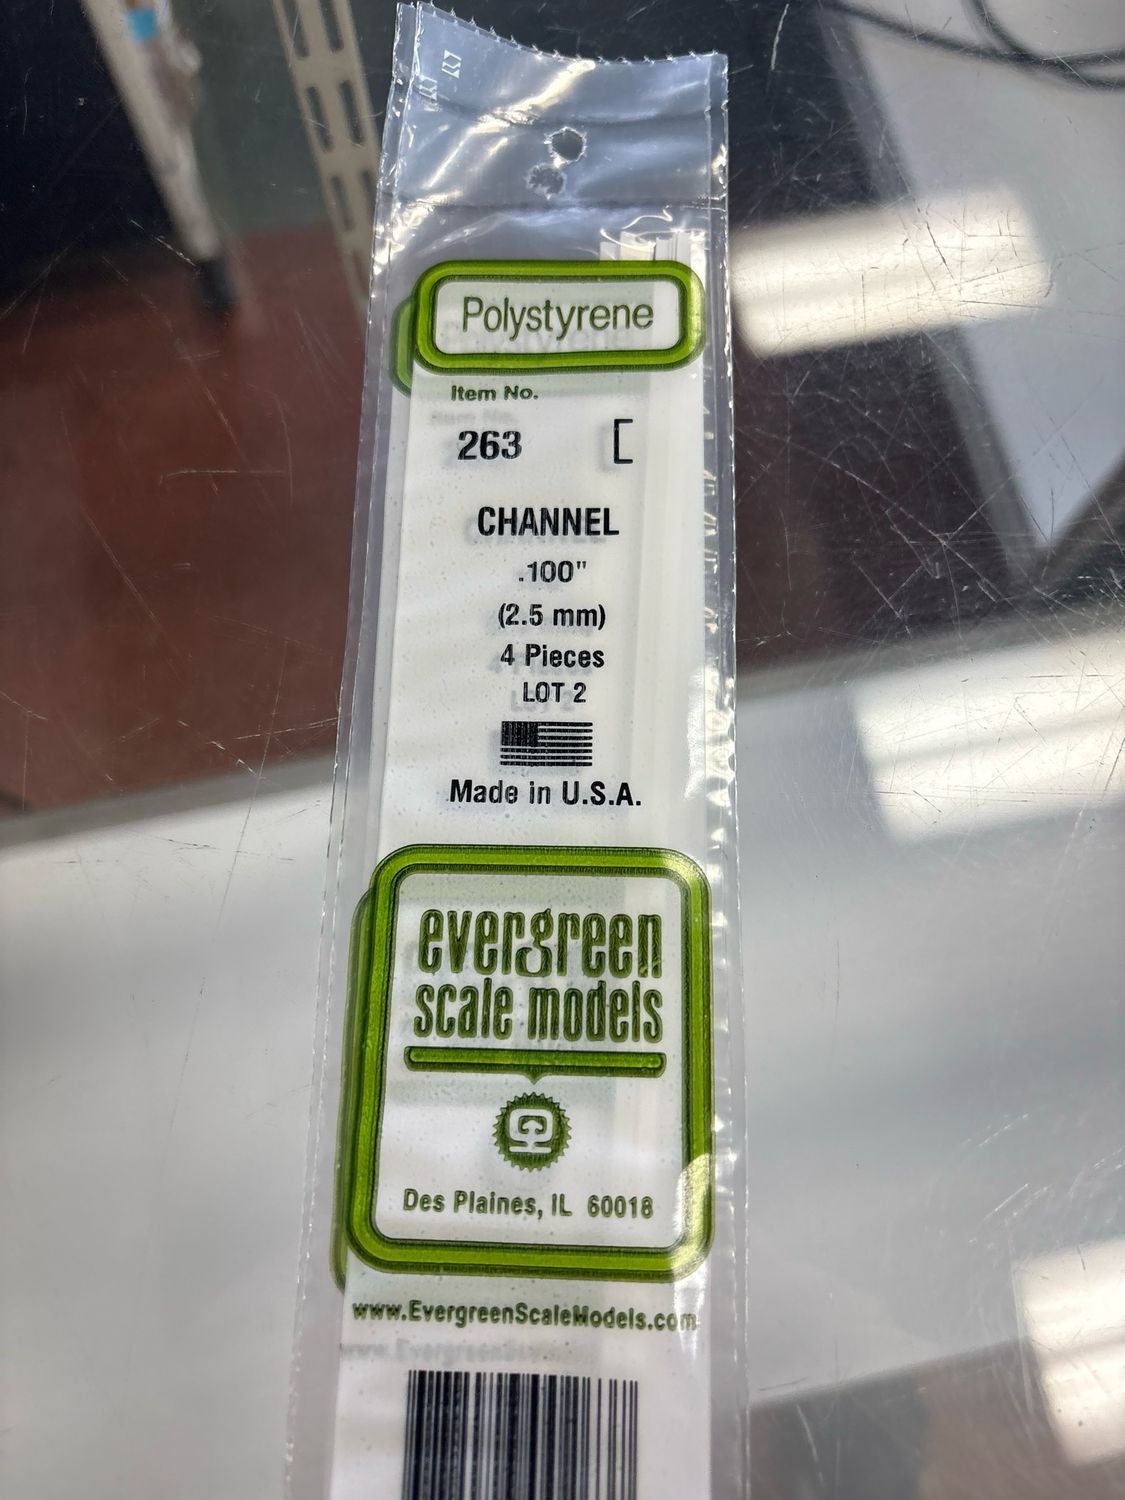 Polystyrene
Item No.
263
CHANNEL
.100"
(2.5 mm)
4 Pieces
LOT 2
Made in U.S.A.
evergreen
scale models
Des Plaines, IL 60018
www.EvergreenScaleModels.com